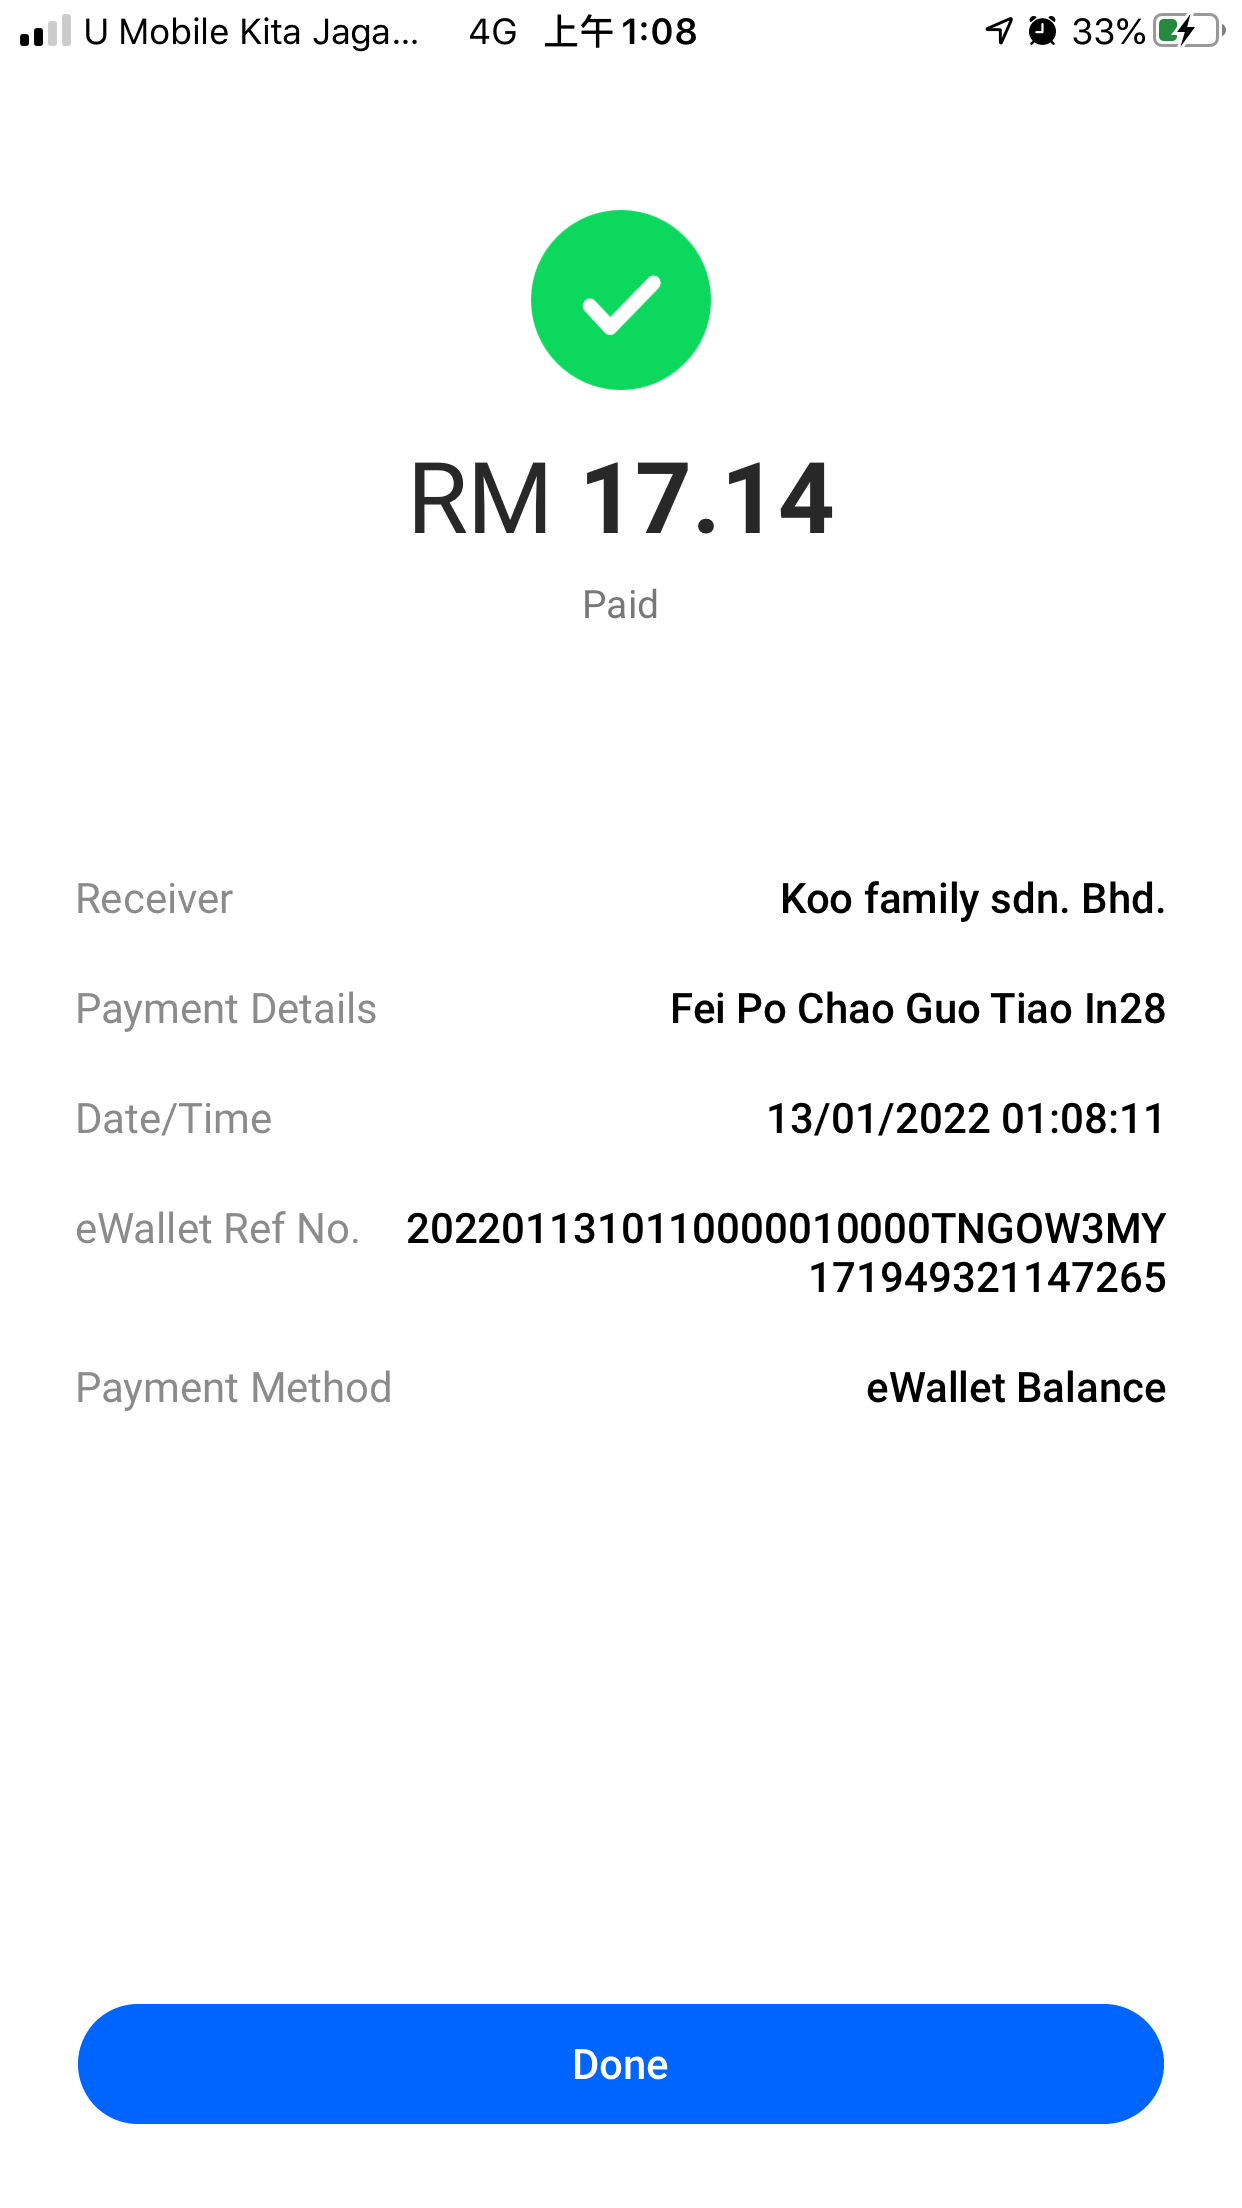 U Mobile Kita Jaga... 4G 上午1:08 33%
RM 17.14
Paid
Receiver Koo family sdn. Bhd.
Payment Details Fei Po Chao Guo Tiao In28
Date/Time 13/01/2022 01:08:11
eWallet Ref No. 2022011310110000010000TNGOW3MY
171949321147265
Payment Method eWallet Balance
Done